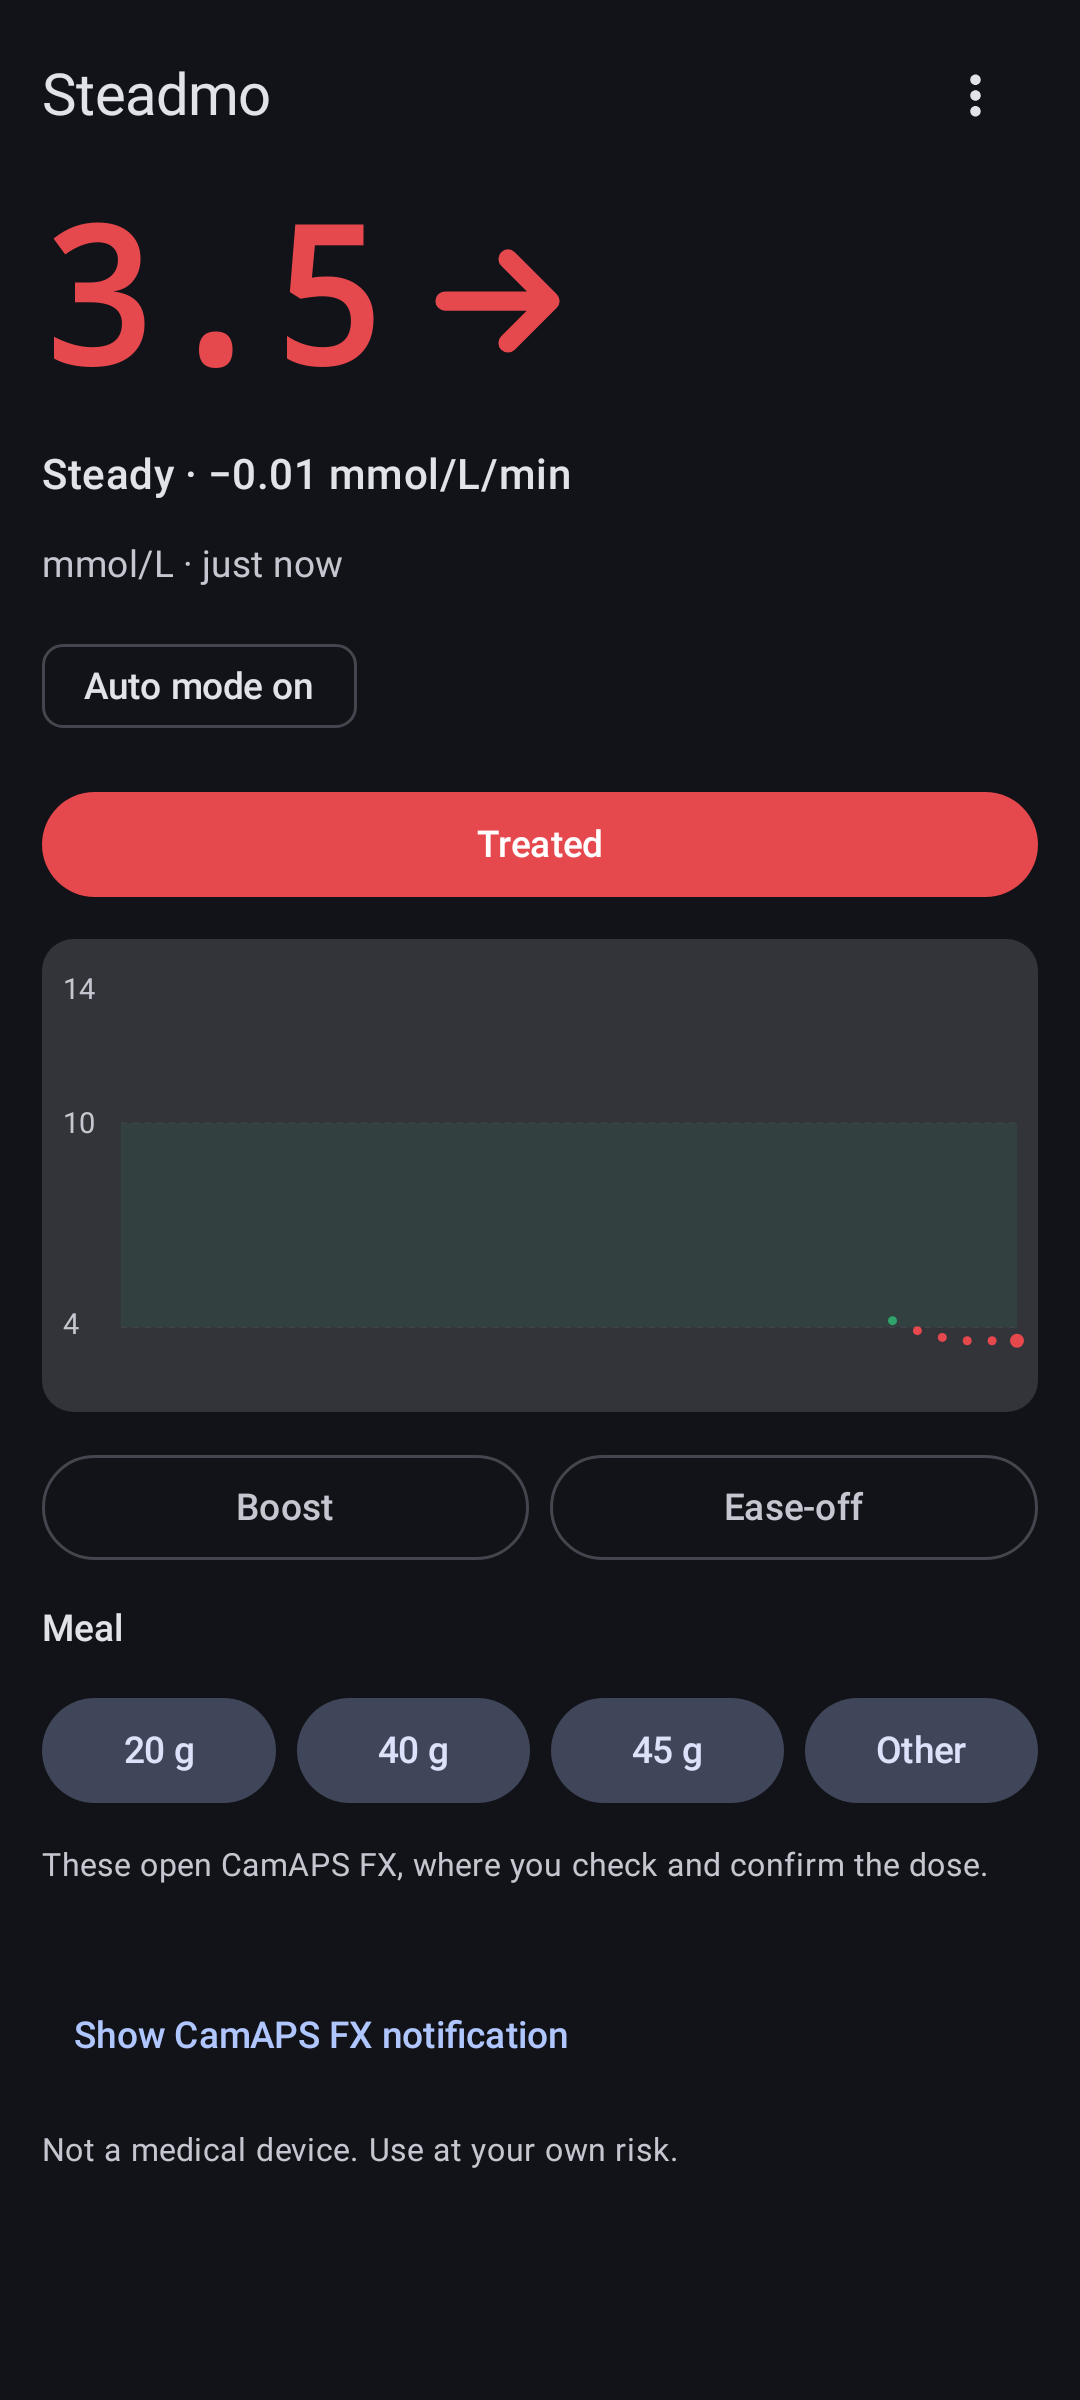 Steadmo
3.5
Steady · −0.01 mmol/L/min
mmol/L · just now
Auto mode on
Treated
14
10
4
Boost
Ease-off
Meal
20 g
40 g
45 g
Other
These open CamAPS FX, where you check and confirm the dose.
Show CamAPS FX notification
Not a medical device. Use at your own risk.